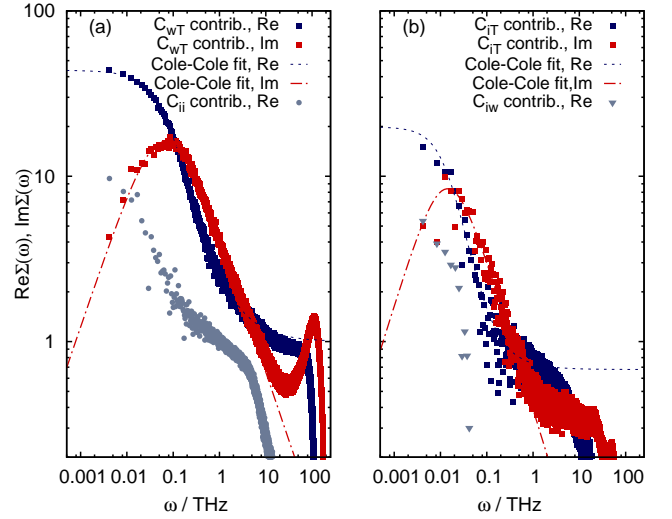 (a)
C_wT contrib., Re
C_wT contrib., Im
Cole-Cole fit, Re
Cole-Cole fit, Im
C_ii contrib., Re
(b)
C_iT contrib., Re
C_iT contrib., Im
Cole-Cole fit, Re
Cole-Cole fit,Im
C_iw contrib., Re
100
10
1
ReΣ(ω), ImΣ(ω)
0.001 0.01 0.1 1 10 100
0.001 0.01 0.1 1 10 100
ω / THz
ω / THz